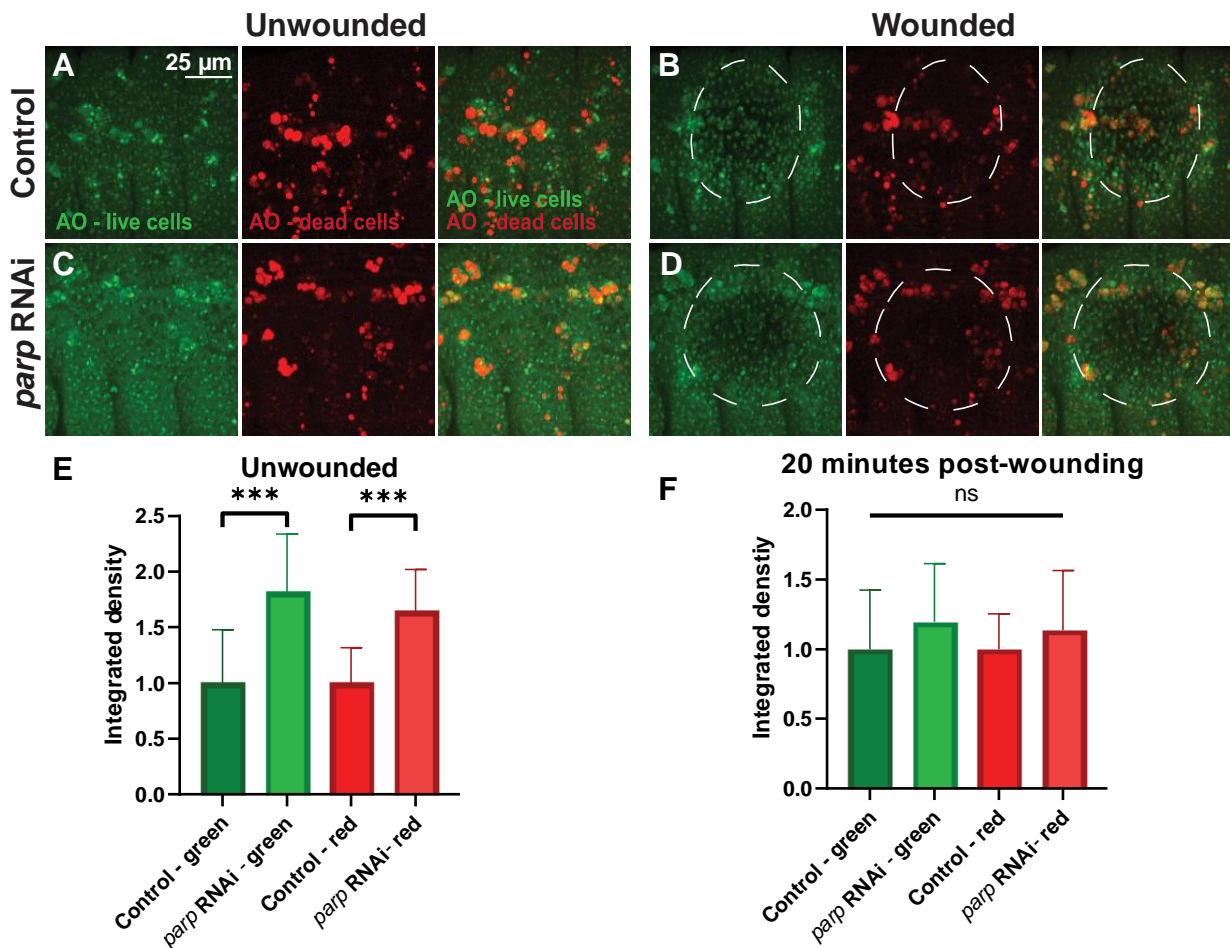 Unwounded
Wounded
Control
A
25 µm
AO - live cells
AO - dead cells
AO - live cells
AO - dead cells
B
parp RNAi
C
D
E
Unwounded
***
***
Integrated density
2.5
2.0
1.5
1.0
0.5
0.0
Control - green
parp RNAi - green
Control - red
parp RNAi- red
F
20 minutes post-wounding
ns
Integrated denstiy
2.0
1.5
1.0
0.5
0.0
Control - green
parp RNAi - green
Control - red
parp RNAi- red